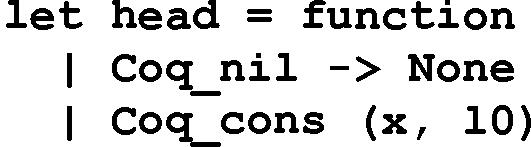 let head = function
| Coq_nil -> None
| Coq_cons (x, l0)